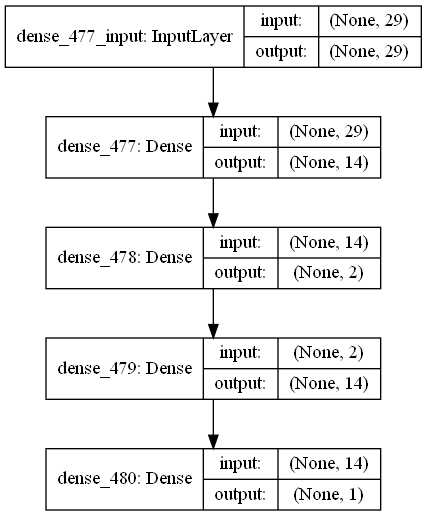 dense_477_input: InputLayer
input: (None, 29)
output: (None, 29)
dense_477: Dense
input: (None, 29)
output: (None, 14)
dense_478: Dense
input: (None, 14)
output: (None, 2)
dense_479: Dense
input: (None, 2)
output: (None, 14)
dense_480: Dense
input: (None, 14)
output: (None, 1)